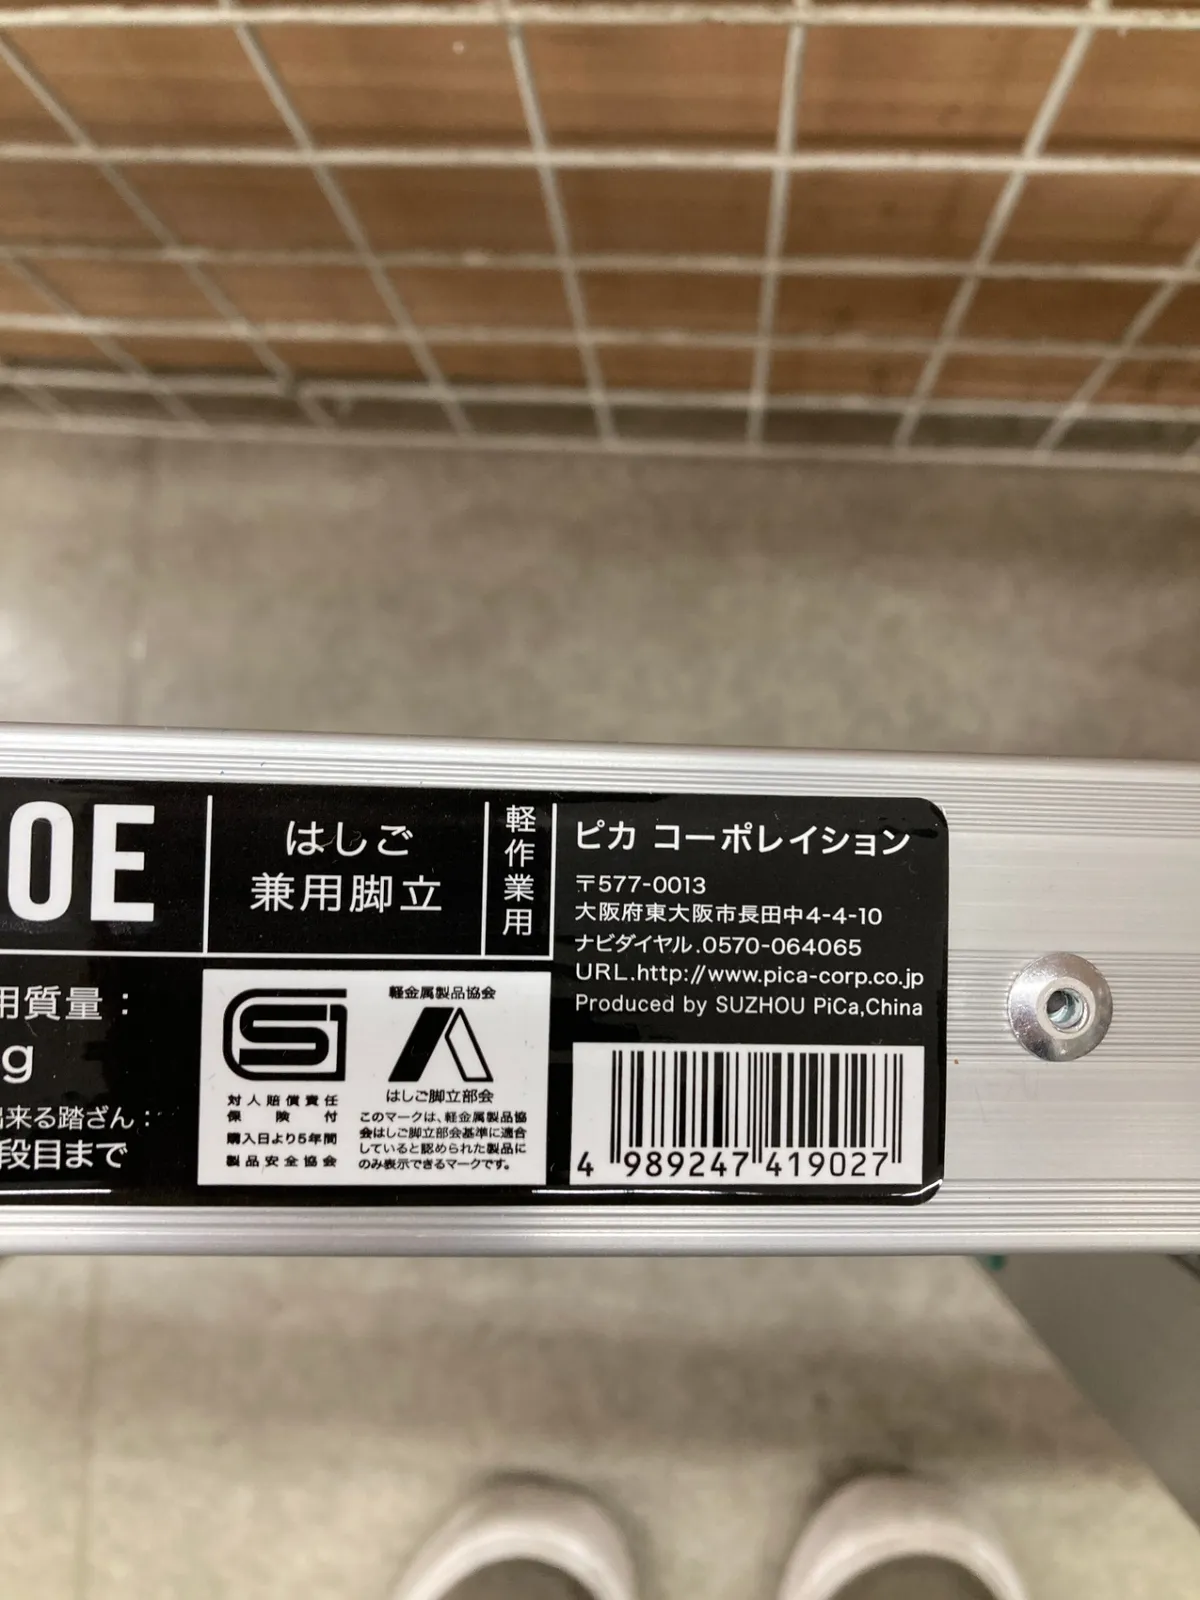 0E
はしご
兼用脚立
軽作業用
ピカ コーポレイション
〒577-0013
大阪府東大阪市長田中4-4-10
ナビダイヤル.0570-064065
URL.http://www.pica-corp.co.jp
Produced by SUZHOU PiCa,China
用質量：
g
出来る踏ざん：
段目まで
SG
対人賠償責任
保険付
購入日より5年間
製品安全協会
軽金属製品協会
はしご脚立部会
このマークは、軽金属製品協
会はしご脚立部会基準に適合
していると認められた製品に
のみ表示できるマークです。
4 989247 419027